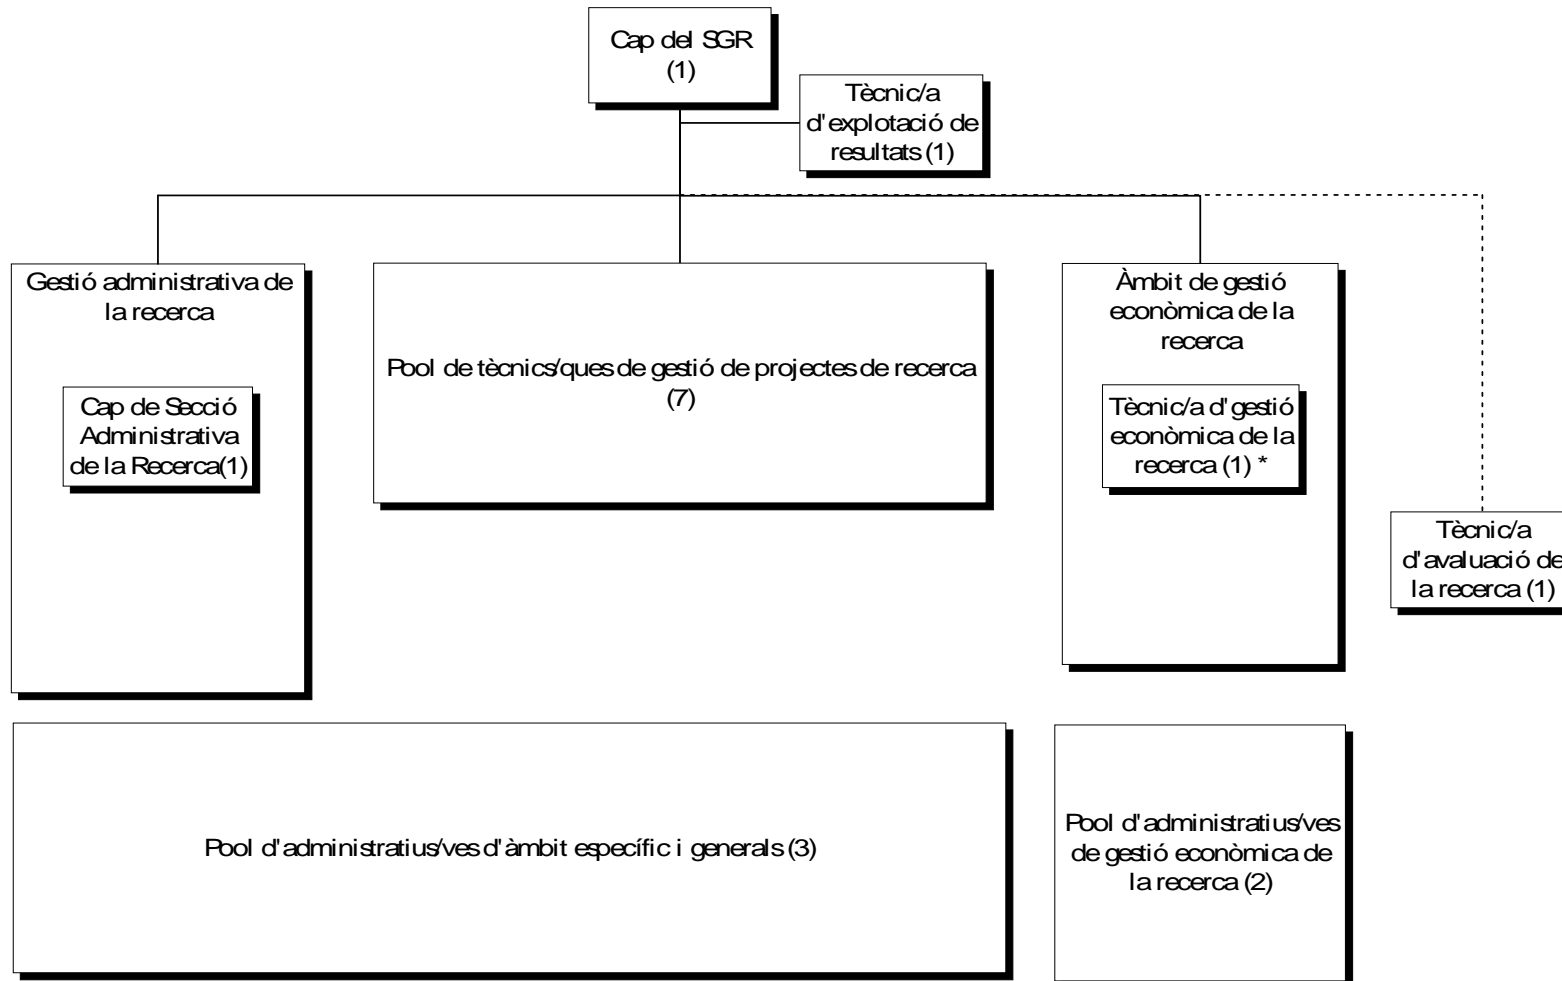 Cap del SGR
(1)
Tècnic/a
d'explotació de
resultats (1)
Gestió administrativa de
la recerca
Cap de Secció
Administrativa
de la Recerca(1)
Pool de tècnics/ques de gestió de projectes de recerca
(7)
Àmbit de gestió
econòmica de la
recerca
Tècnic/a d'gestió
econòmica de la
recerca (1) *
Tècnic/a
d'avaluació de
la recerca (1)
Pool d'administratius/ves d'àmbit específic i generals (3)
Pool d'administratius/ves
de gestió econòmica de
la recerca (2)